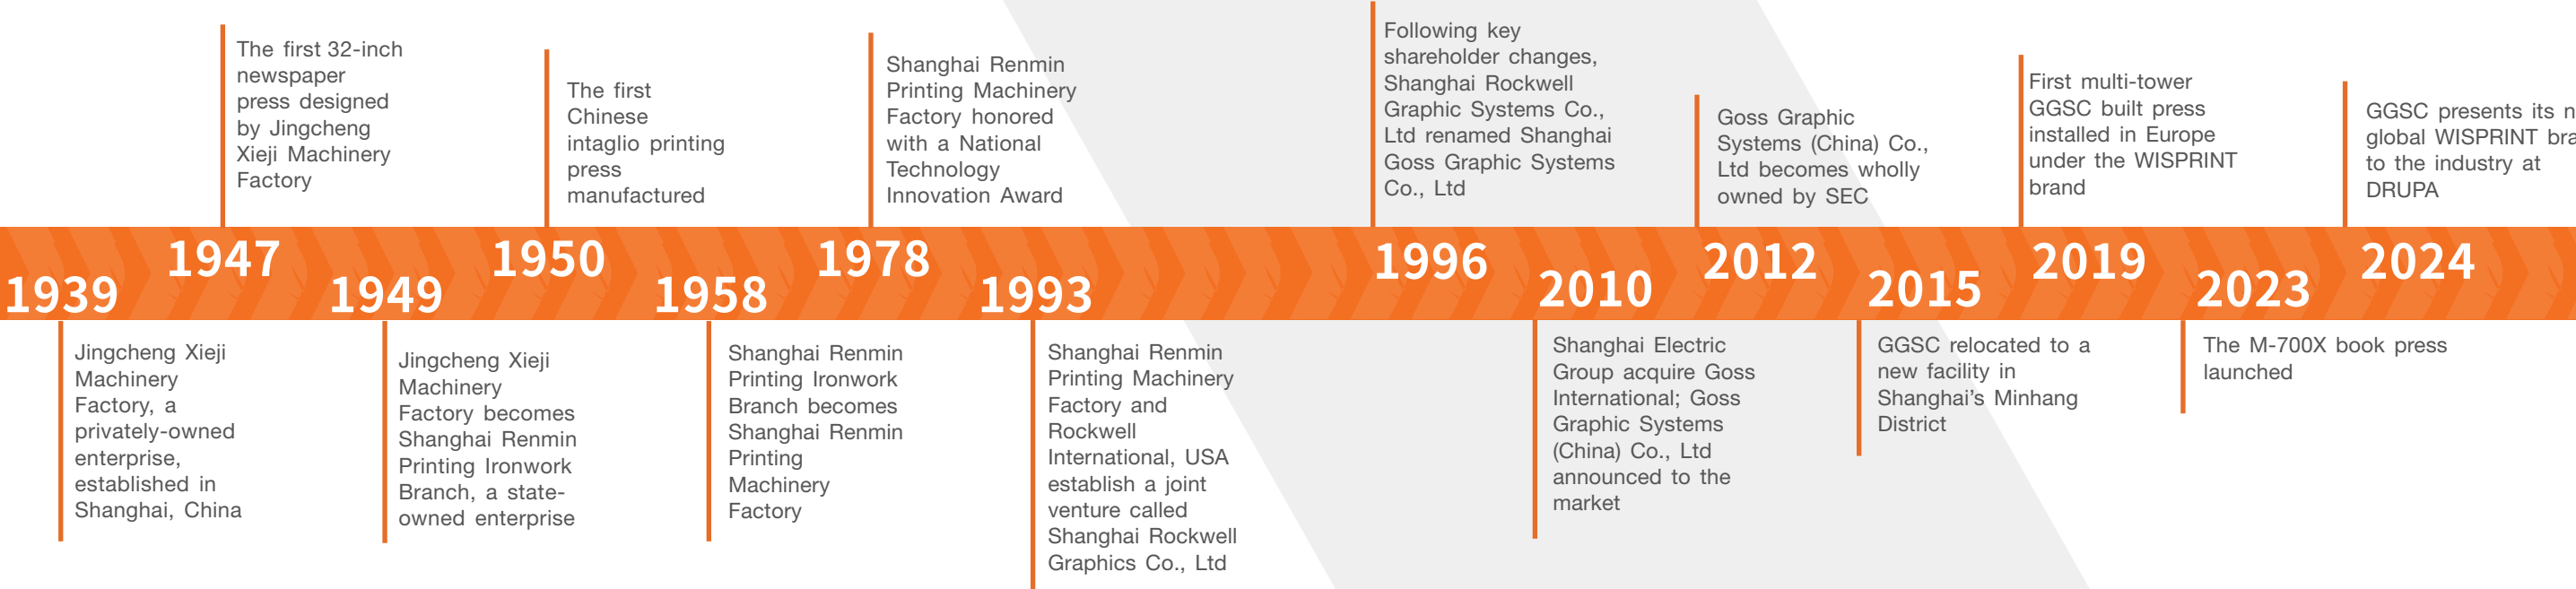 1939
Jingcheng Xieji
Machinery
Factory, a
privately-owned
enterprise,
established in
Shanghai, China
1947
The first 32-inch
newspaper
press designed
by Jingcheng
Xieji Machinery
Factory
1949
Jingcheng Xieji
Machinery
Factory becomes
Shanghai Renmin
Printing Ironwork
Branch, a state-
owned enterprise
1950
The first
Chinese
intaglio printing
press
manufactured
1958
Shanghai Renmin
Printing Ironwork
Branch becomes
Shanghai Renmin
Printing
Machinery
Factory
1978
Shanghai Renmin
Printing Machinery
Factory honored
with a National
Technology
Innovation Award
1993
Shanghai Renmin
Printing Machinery
Factory and
Rockwell
International, USA
establish a joint
venture called
Shanghai Rockwell
Graphics Co., Ltd
1996
Following key
shareholder changes,
Shanghai Rockwell
Graphic Systems Co.,
Ltd renamed Shanghai
Goss Graphic Systems
Co., Ltd
2010
Shanghai Electric
Group acquire Goss
International; Goss
Graphic Systems
(China) Co., Ltd
announced to the
market
2012
Goss Graphic
Systems (China) Co.,
Ltd becomes wholly
owned by SEC
2015
GGSC relocated to a
new facility in
Shanghai’s Minhang
District
2019
First multi-tower
GGSC built press
installed in Europe
under the WISPRINT
brand
2023
The M-700X book press
launched
2024
GGSC presents its
global WISPRINT
to the industry at
DRUPA